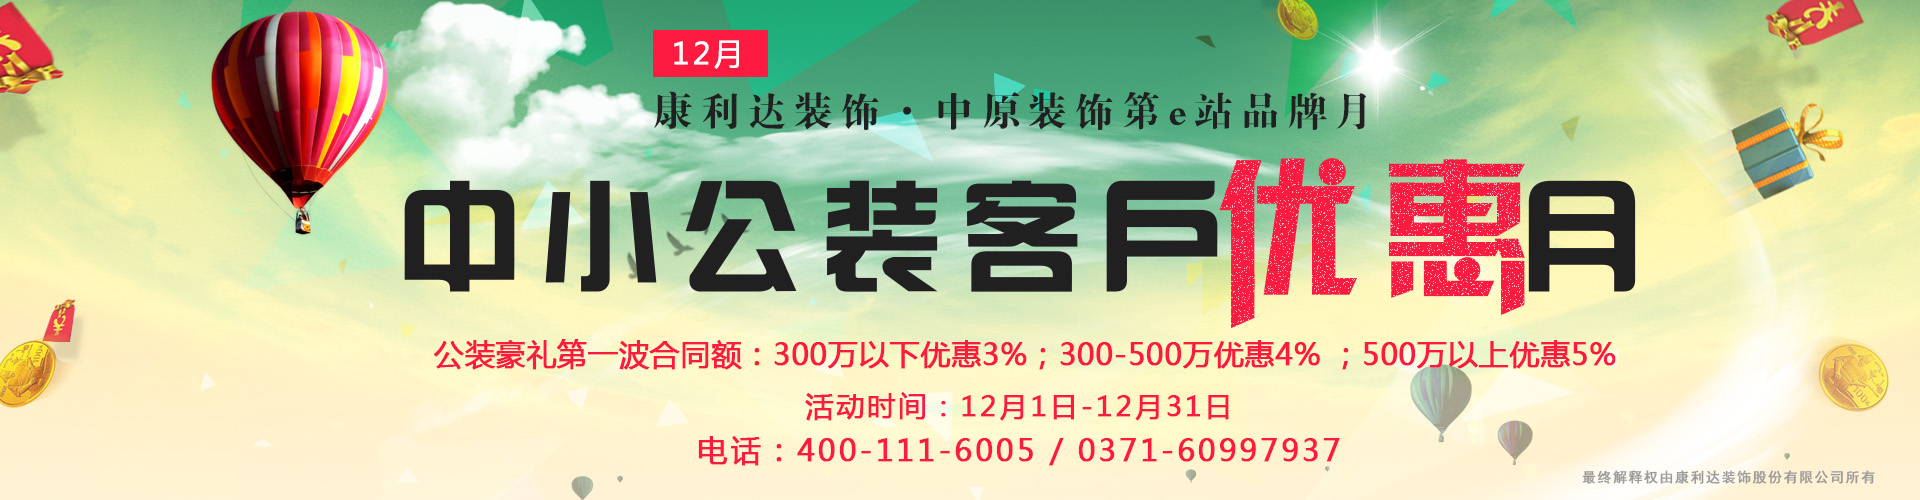 12月
康利达装饰·中原装饰第e站品牌月
中小公装客户优惠月
公装豪礼第一波合同额：300万以下优惠3%；300-500万优惠4% ；500万以上优惠5%
活动时间：12月1日-12月31日
电话：400-111-6005 / 0371-60997937
最终解释权由康利达装饰股份有限公司所有